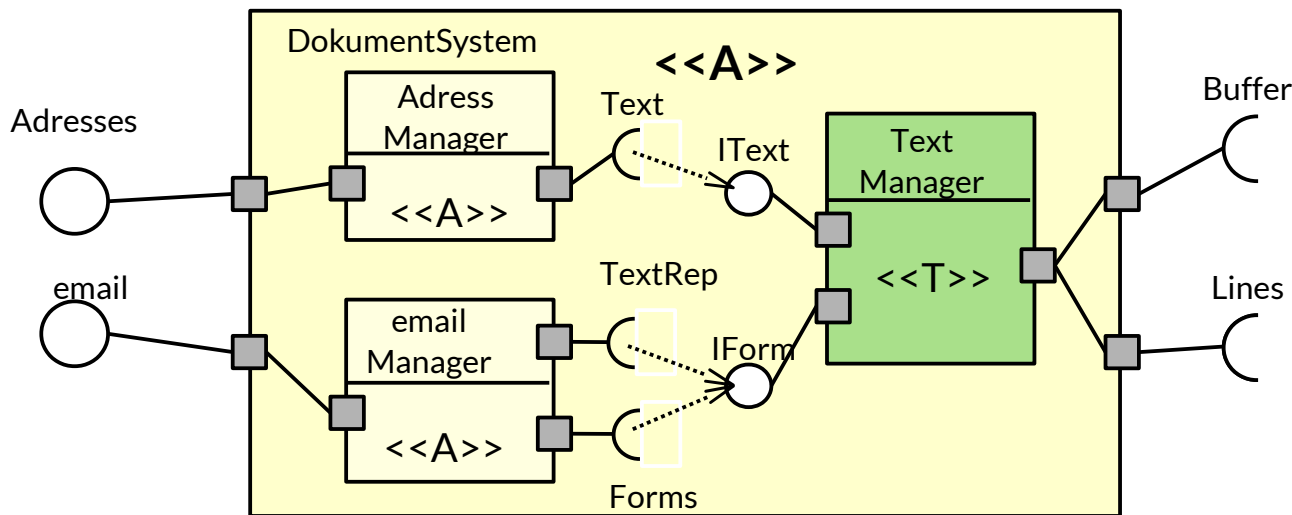 DokumentSystem
<<A>>
Adresses
Adress
Manager
<<A>>
Text
IText
Text
Manager
<<T>>
Buffer
email
email
Manager
<<A>>
TextRep
IForm
Forms
Lines